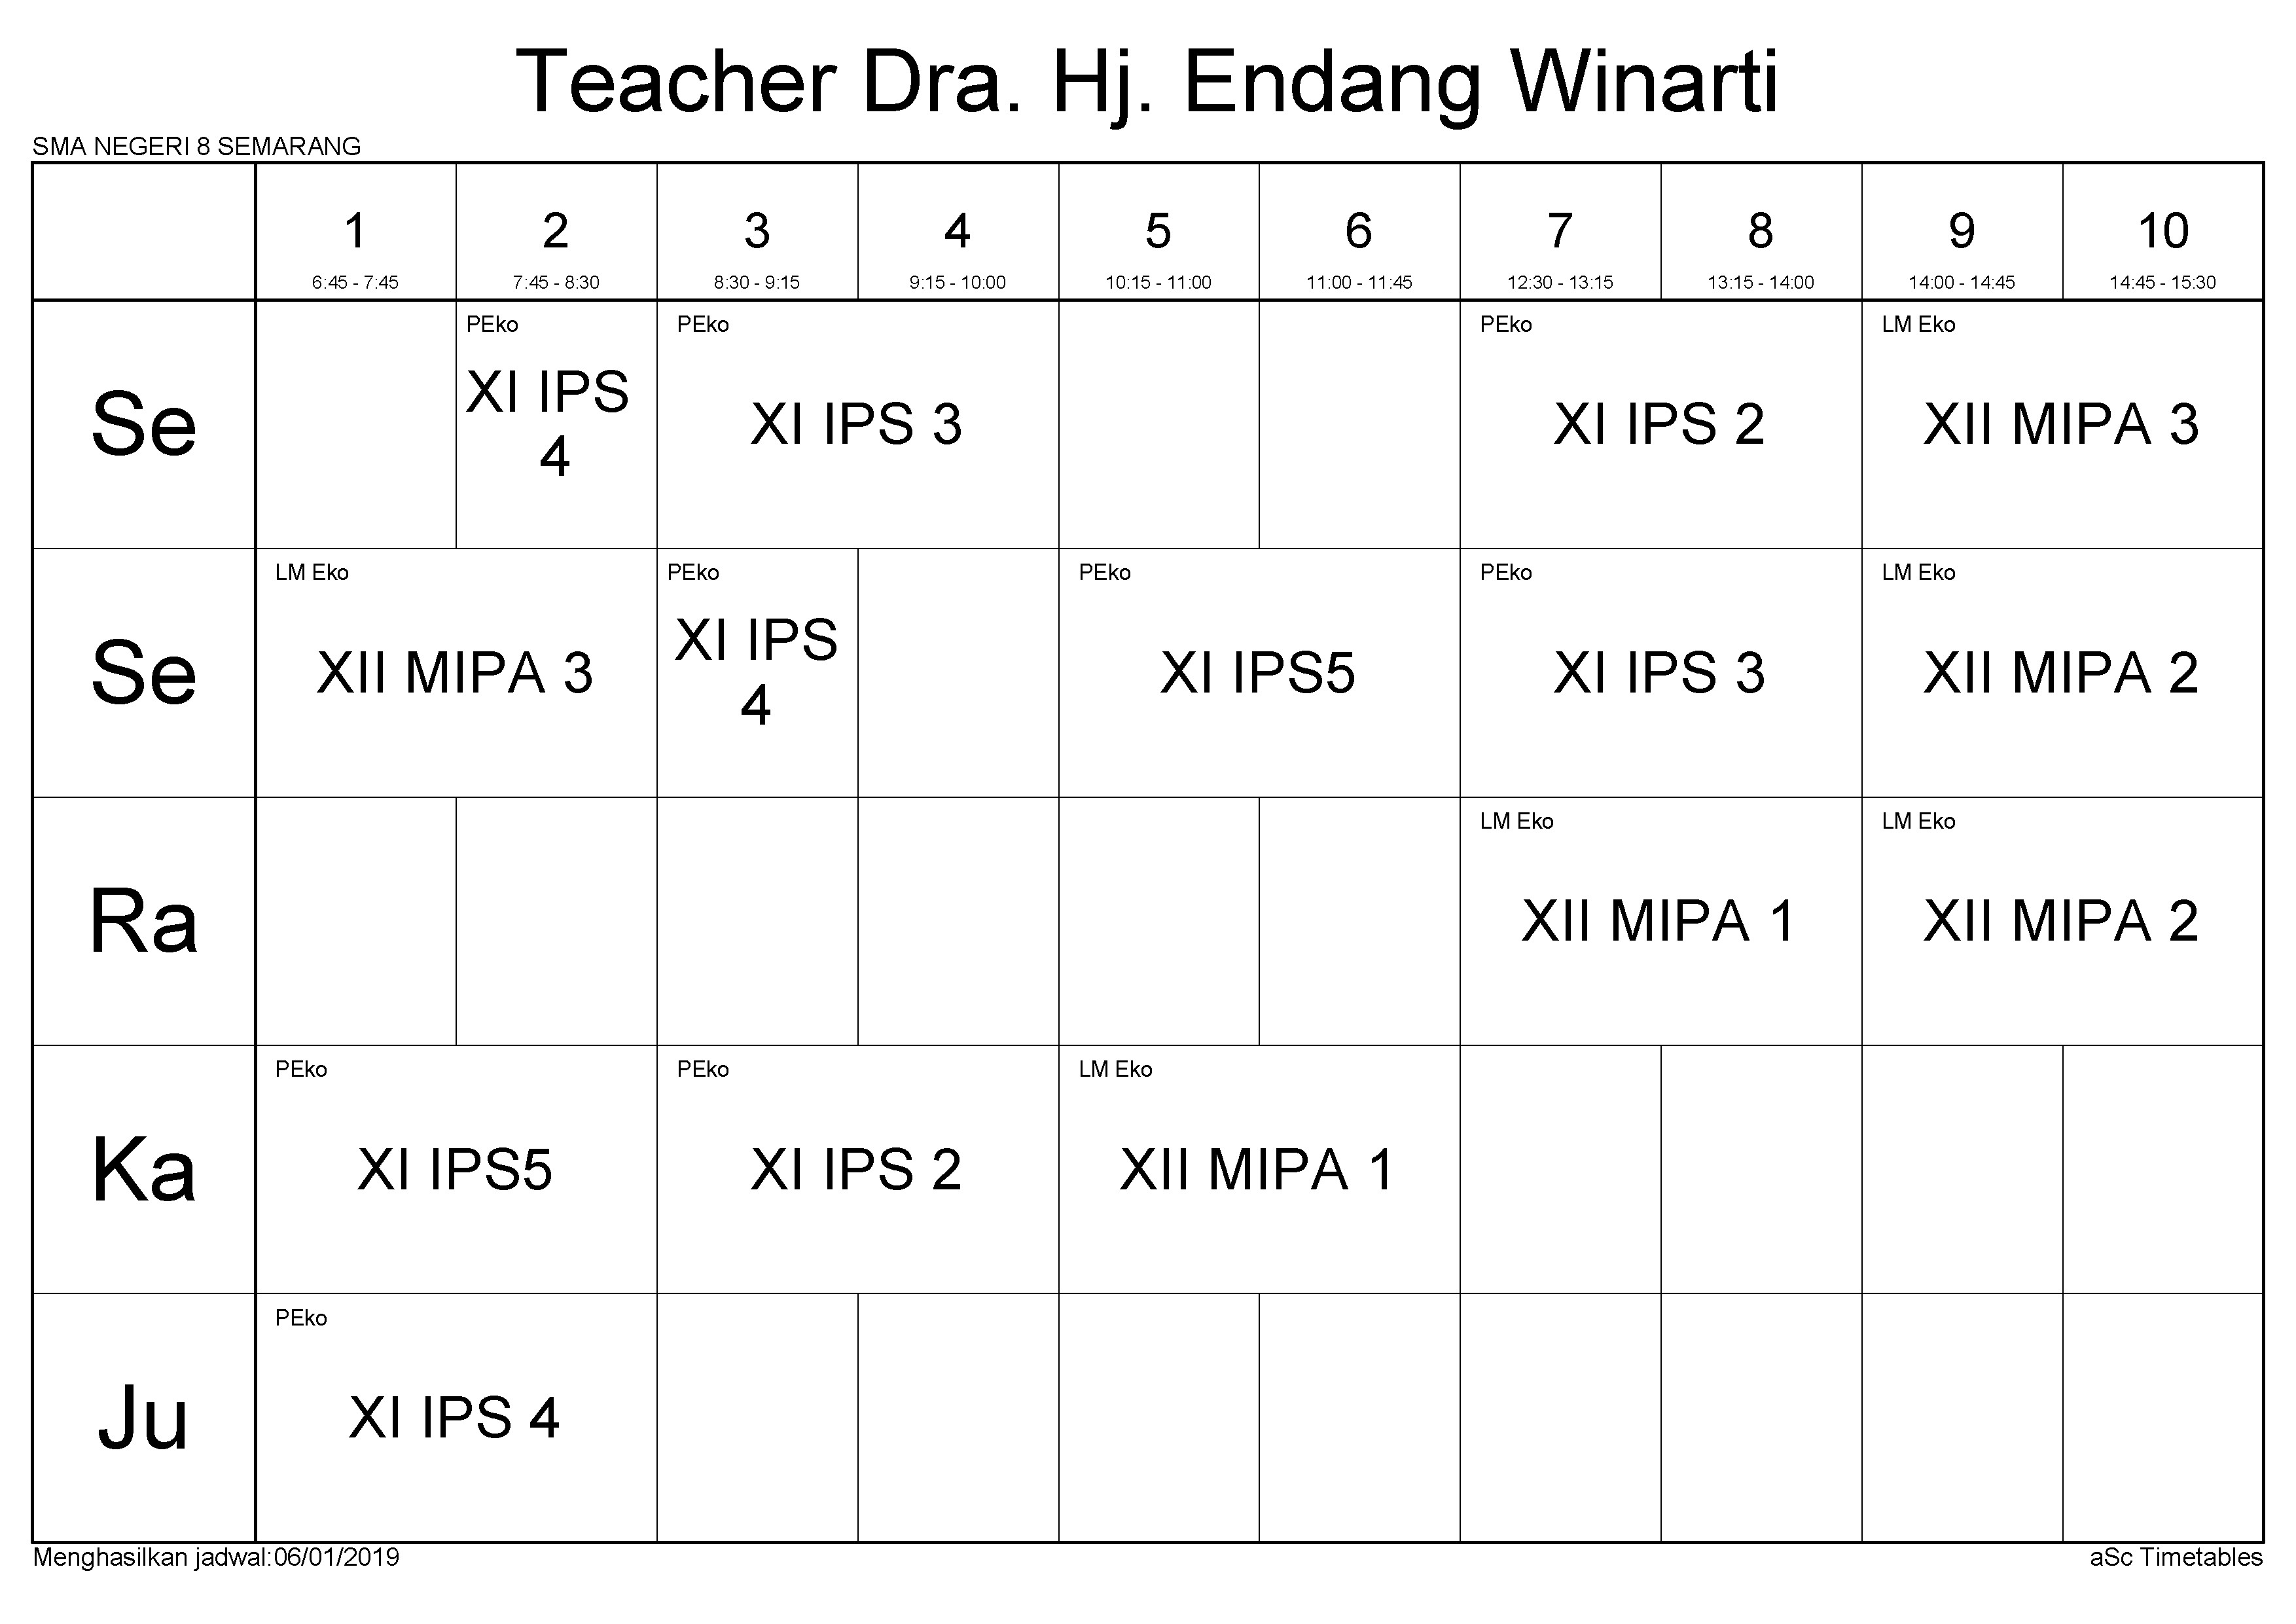 Teacher Dra. Hj. Endang Winarti
SMA NEGERI 8 SEMARANG
1 2 3 4 5 6 7 8 9 10
6:45 - 7:45 7:45 - 8:30 8:30 - 9:15 9:15 - 10:00 10:15 - 11:00 11:00 - 11:45 12:30 - 13:15 13:15 - 14:00 14:00 - 14:45 14:45 - 15:30
Se
PEko
XI IPS
4
PEko
XI IPS 3
PEko
XI IPS 2
LM Eko
XII MIPA 3
Se
LM Eko
XII MIPA 3
PEko
XI IPS
4
PEko
XI IPS5
PEko
XI IPS 3
LM Eko
XII MIPA 2
Ra
LM Eko
XII MIPA 1
LM Eko
XII MIPA 2
Ka
PEko
XI IPS5
PEko
XI IPS 2
LM Eko
XII MIPA 1
Ju
PEko
XI IPS 4
Menghasilkan jadwal:06/01/2019
aSc Timetables